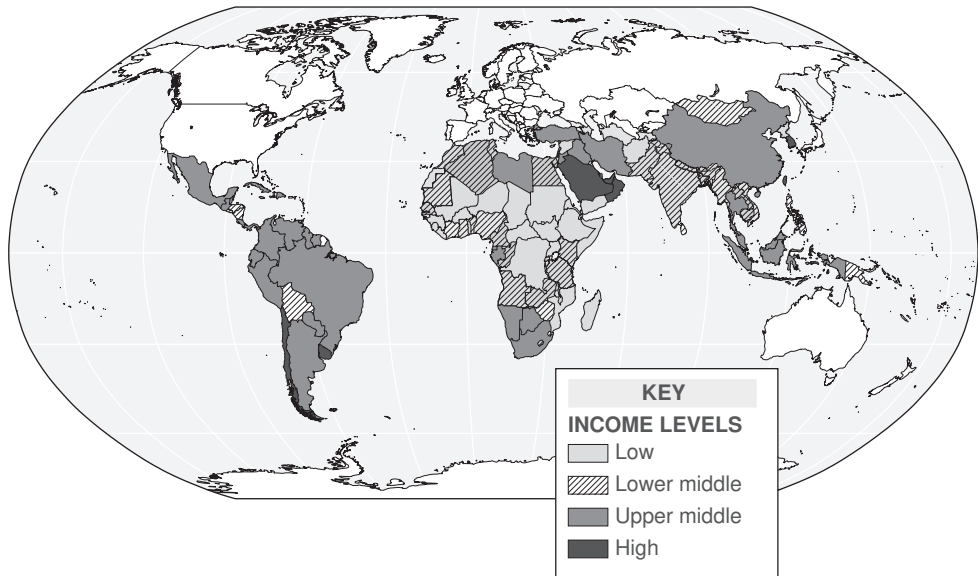 KEY
INCOME LEVELS
Low
Lower middle
Upper middle
High